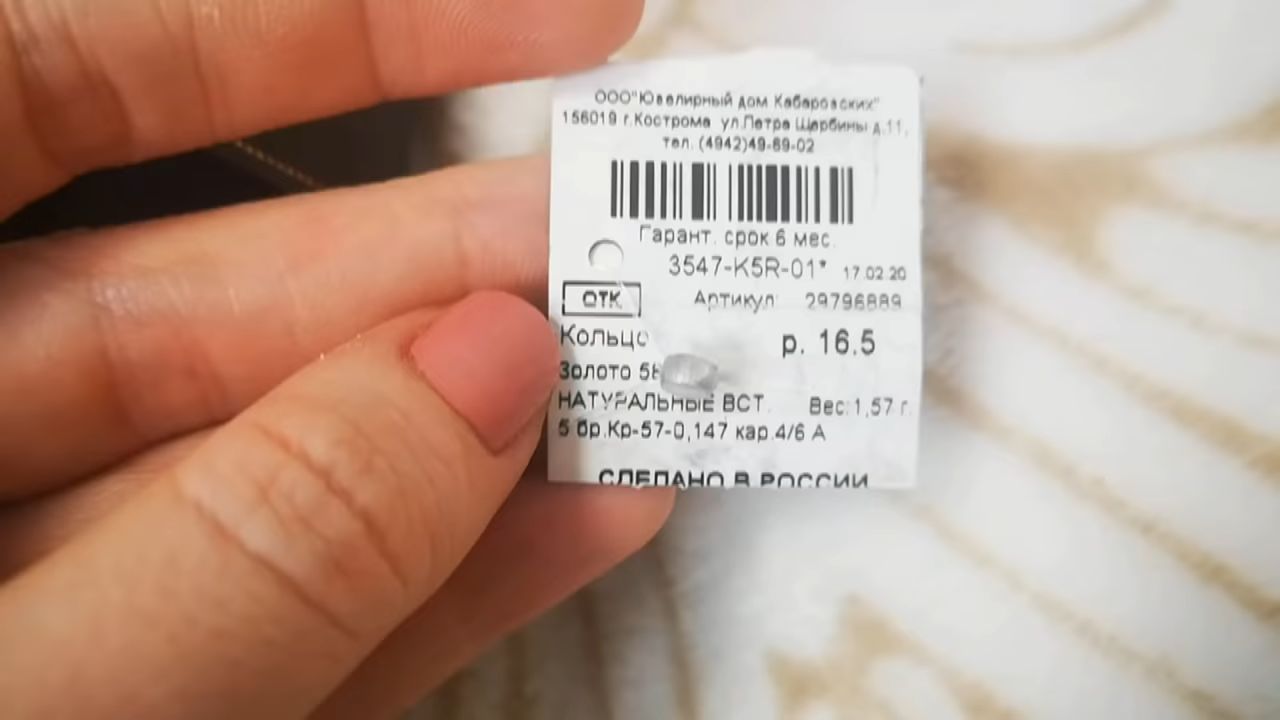 ООО"Ювелирный дом Кабаровских"
156019 г.Кострома ул.Петра Щербины д.11,
тел. (4942)49-69-02
Гарант. срок 6 мес.
3547-K5R-01* 17.02.20
ОТК Артикул: 29796889
Кольцо р. 16.5
Золото
НАТУРАЛЬНЫЕ ВСТ. Вес:1,57 г.
5 бр.Кр-57-0,147 кар.4/6 А
СДЕЛАНО В РОССИИ